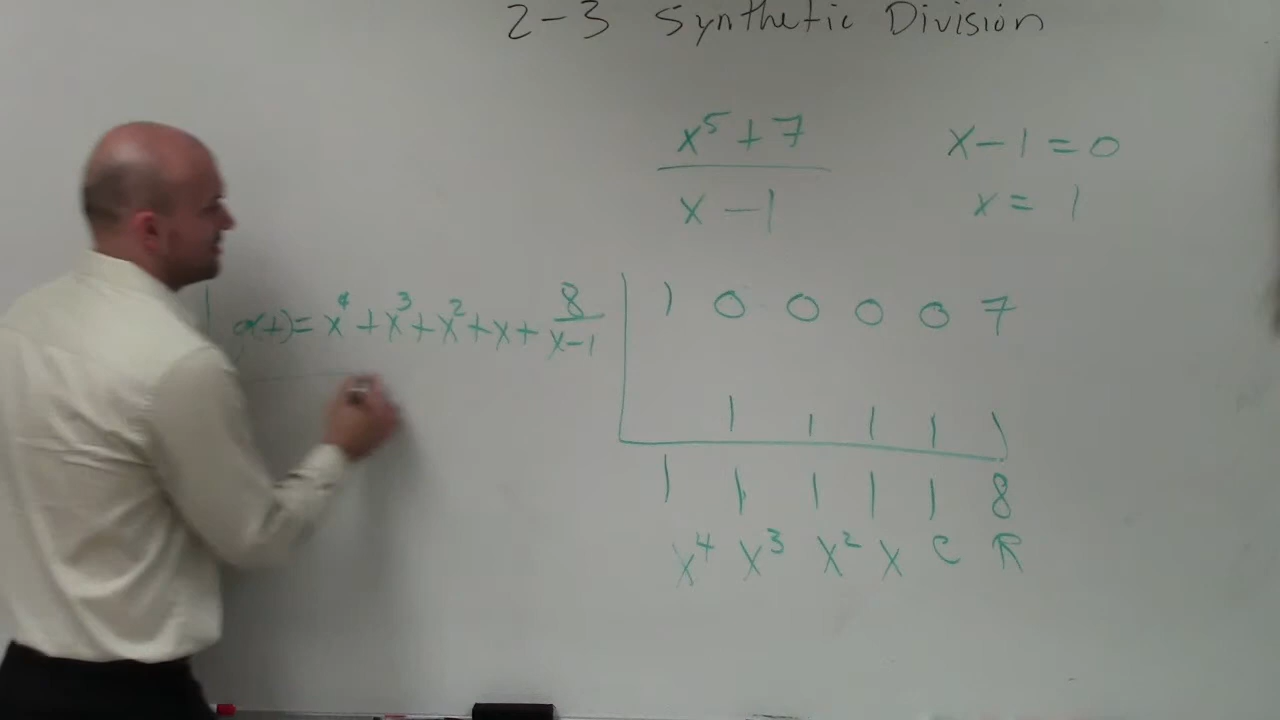 2-3 Synthetic Division
x⁵ + 7
x - 1
x - 1 = 0
x = 1
q(x) = x⁴ + x³ + x² + x + 8/(x-1)
1 0 0 0 0 7
1 1 1 1 1
1 1 1 1 1 8
x⁴ x³ x² x c R